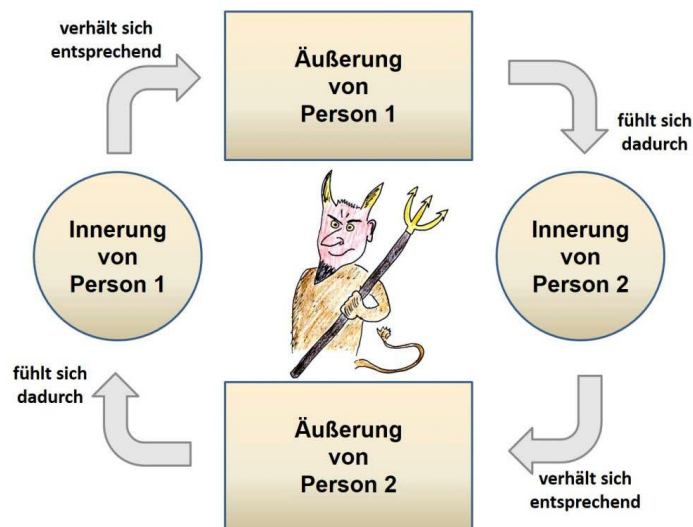 verhält sich
entsprechend
Äußerung
von
Person 1
fühlt sich
dadurch
Innerung
von
Person 1
Innerung
von
Person 2
fühlt sich
dadurch
Äußerung
von
Person 2
verhält sich
entsprechend